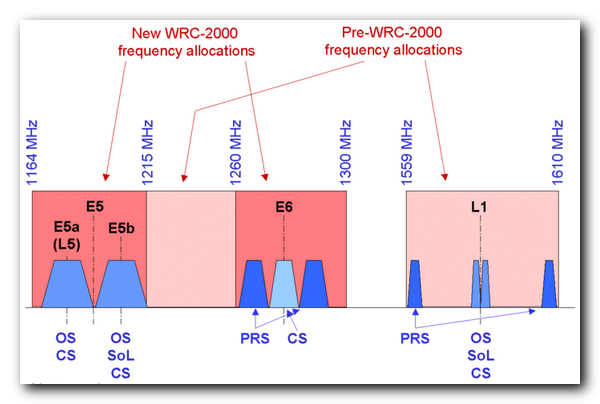 New WRC-2000
frequency allocations
Pre-WRC-2000
frequency allocations
1164 MHz
1215 MHz
1260 MHz
1300 MHz
1559 MHz
1610 MHz
E5
E6
L1
E5a
(L5)
E5b
OS
CS
OS
SoL
CS
PRS
CS
PRS
OS
SoL
CS